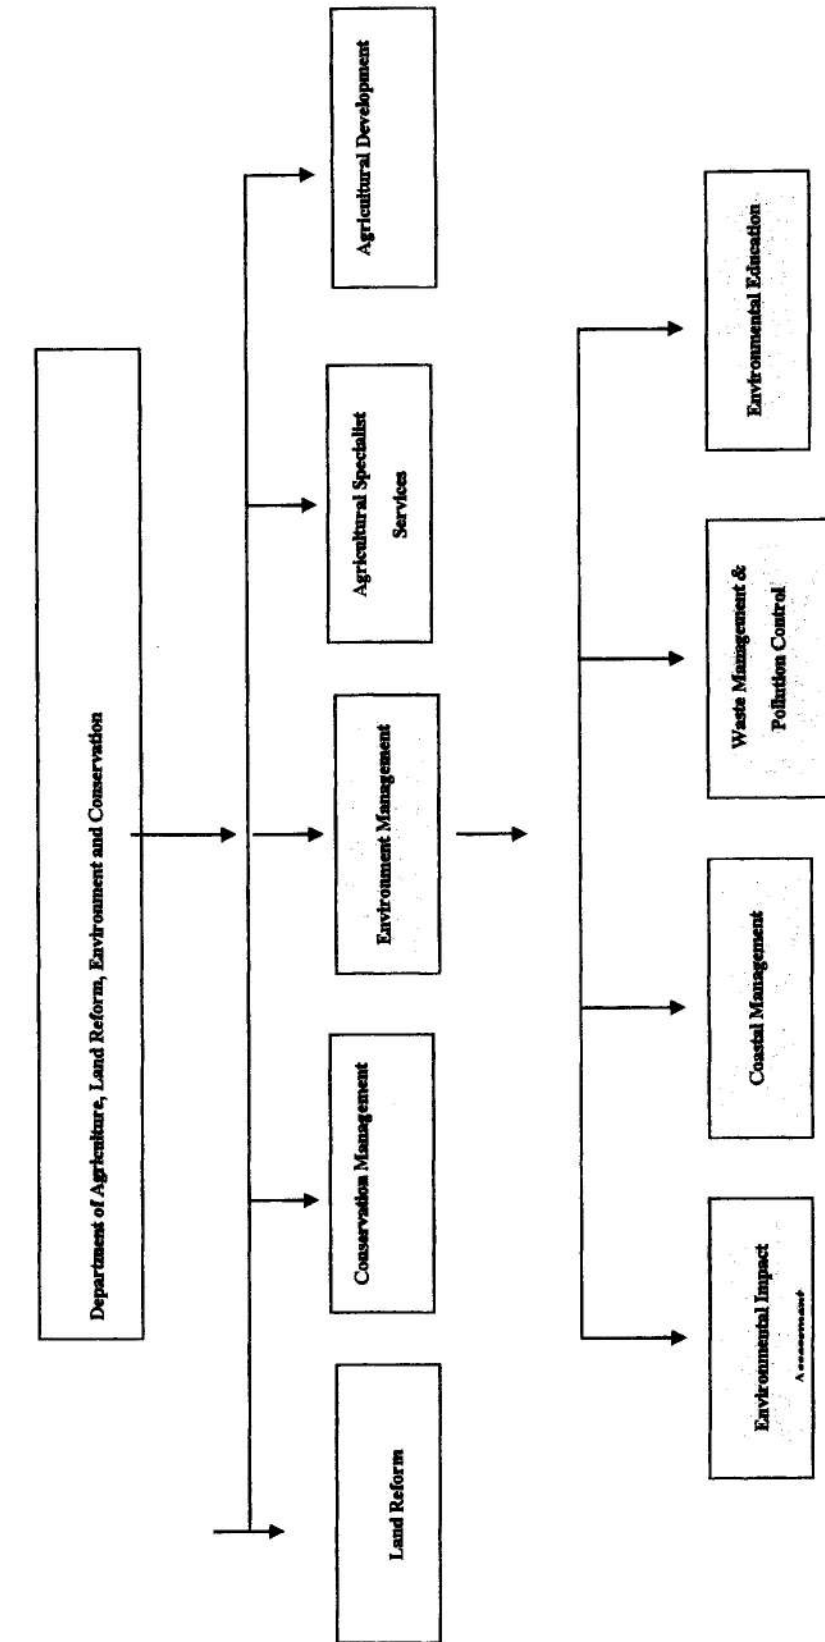 Department of Agriculture, Land Reform, Environment and Conservation
Land Reform
Conservation Management
Environment Management
Agricultural Specialist
Services
Agricultural Development
Environmental Impact
Coastal Management
Waste Management &
Pollution Control
Environmental Education